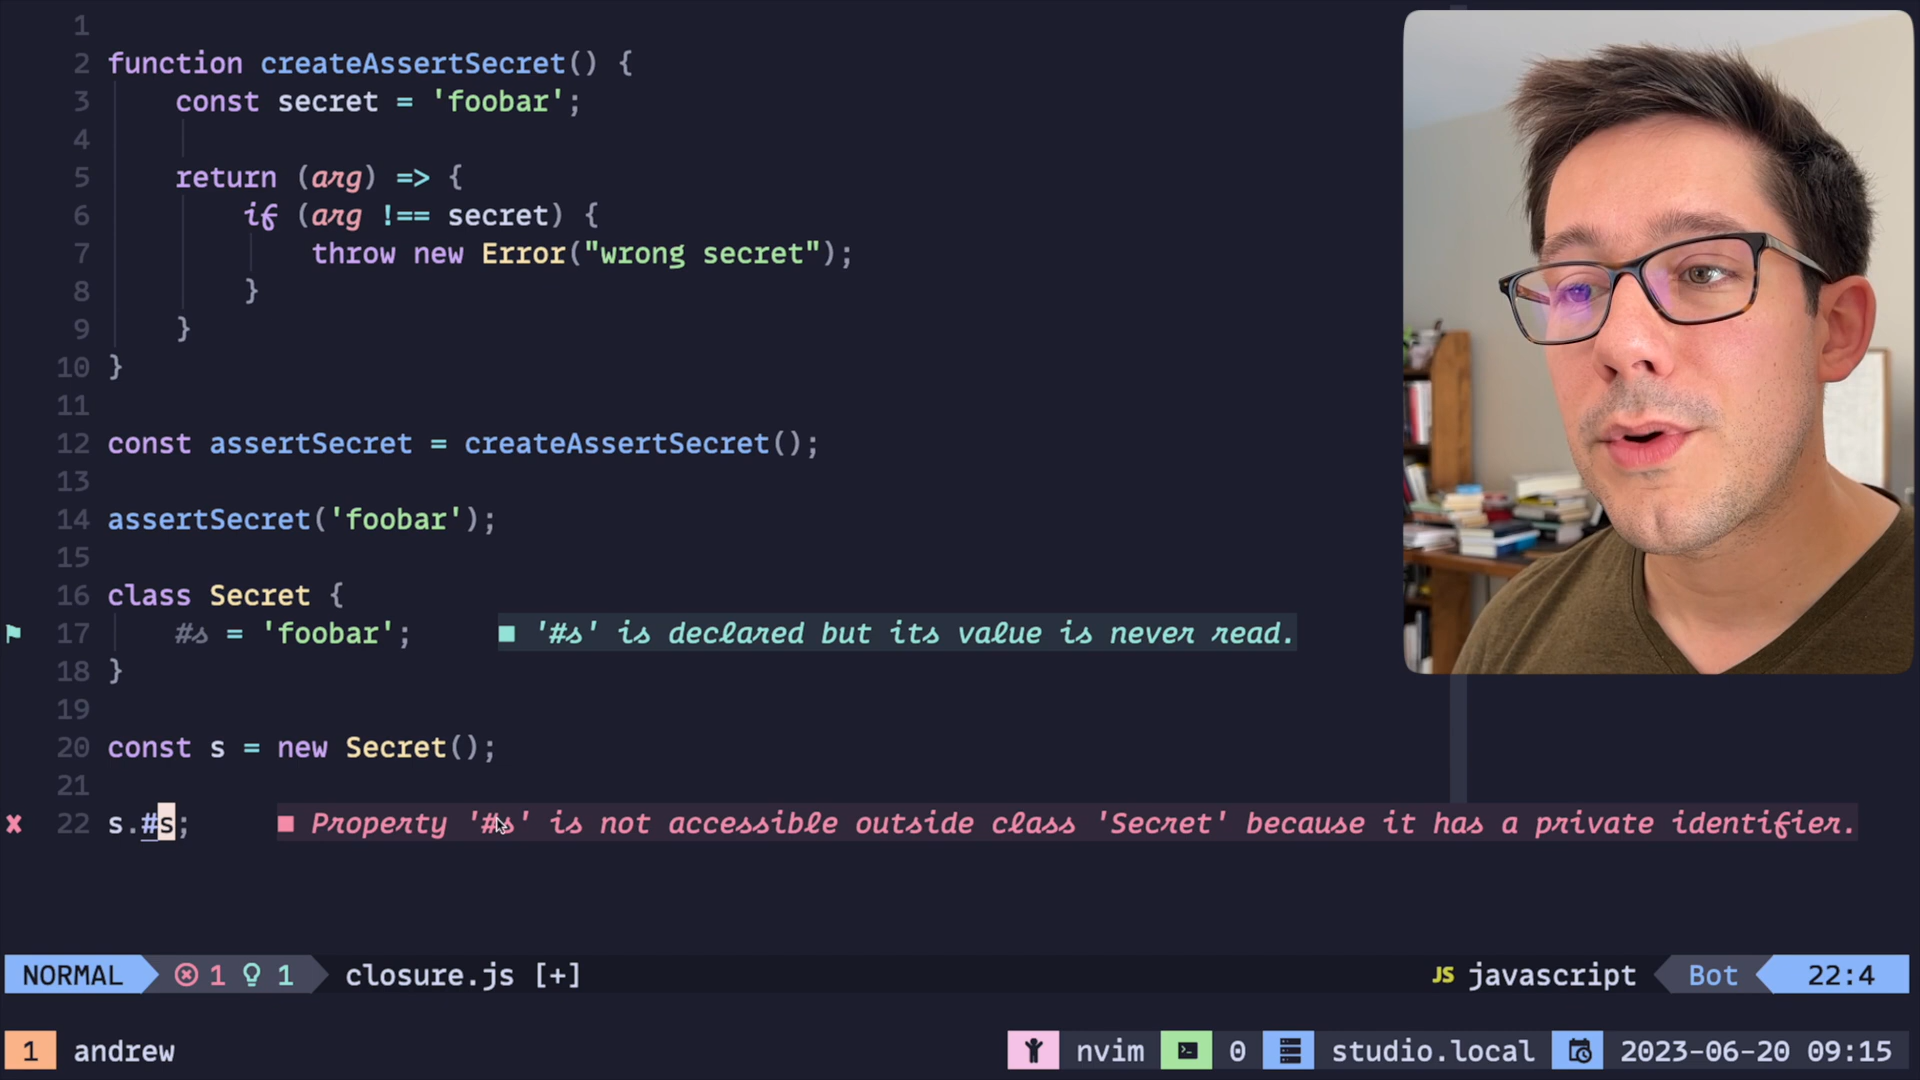 1
2 function createAssertSecret() {
3 const secret = 'foobar';
4
5 return (arg) => {
6 if (arg !== secret) {
7 throw new Error("wrong secret");
8 }
9 }
10 }
11
12 const assertSecret = createAssertSecret();
13
14 assertSecret('foobar');
15
16 class Secret {
17 #s = 'foobar'; ■ '#s' is declared but its value is never read.
18 }
19
20 const s = new Secret();
21
22 s.#s; ■ Property '#s' is not accessible outside class 'Secret' because it has a private identifier.
NORMAL 1 1 closure.js [+] JS javascript Bot 22:4
1 andrew nvim 0 studio.local 2023-06-20 09:15